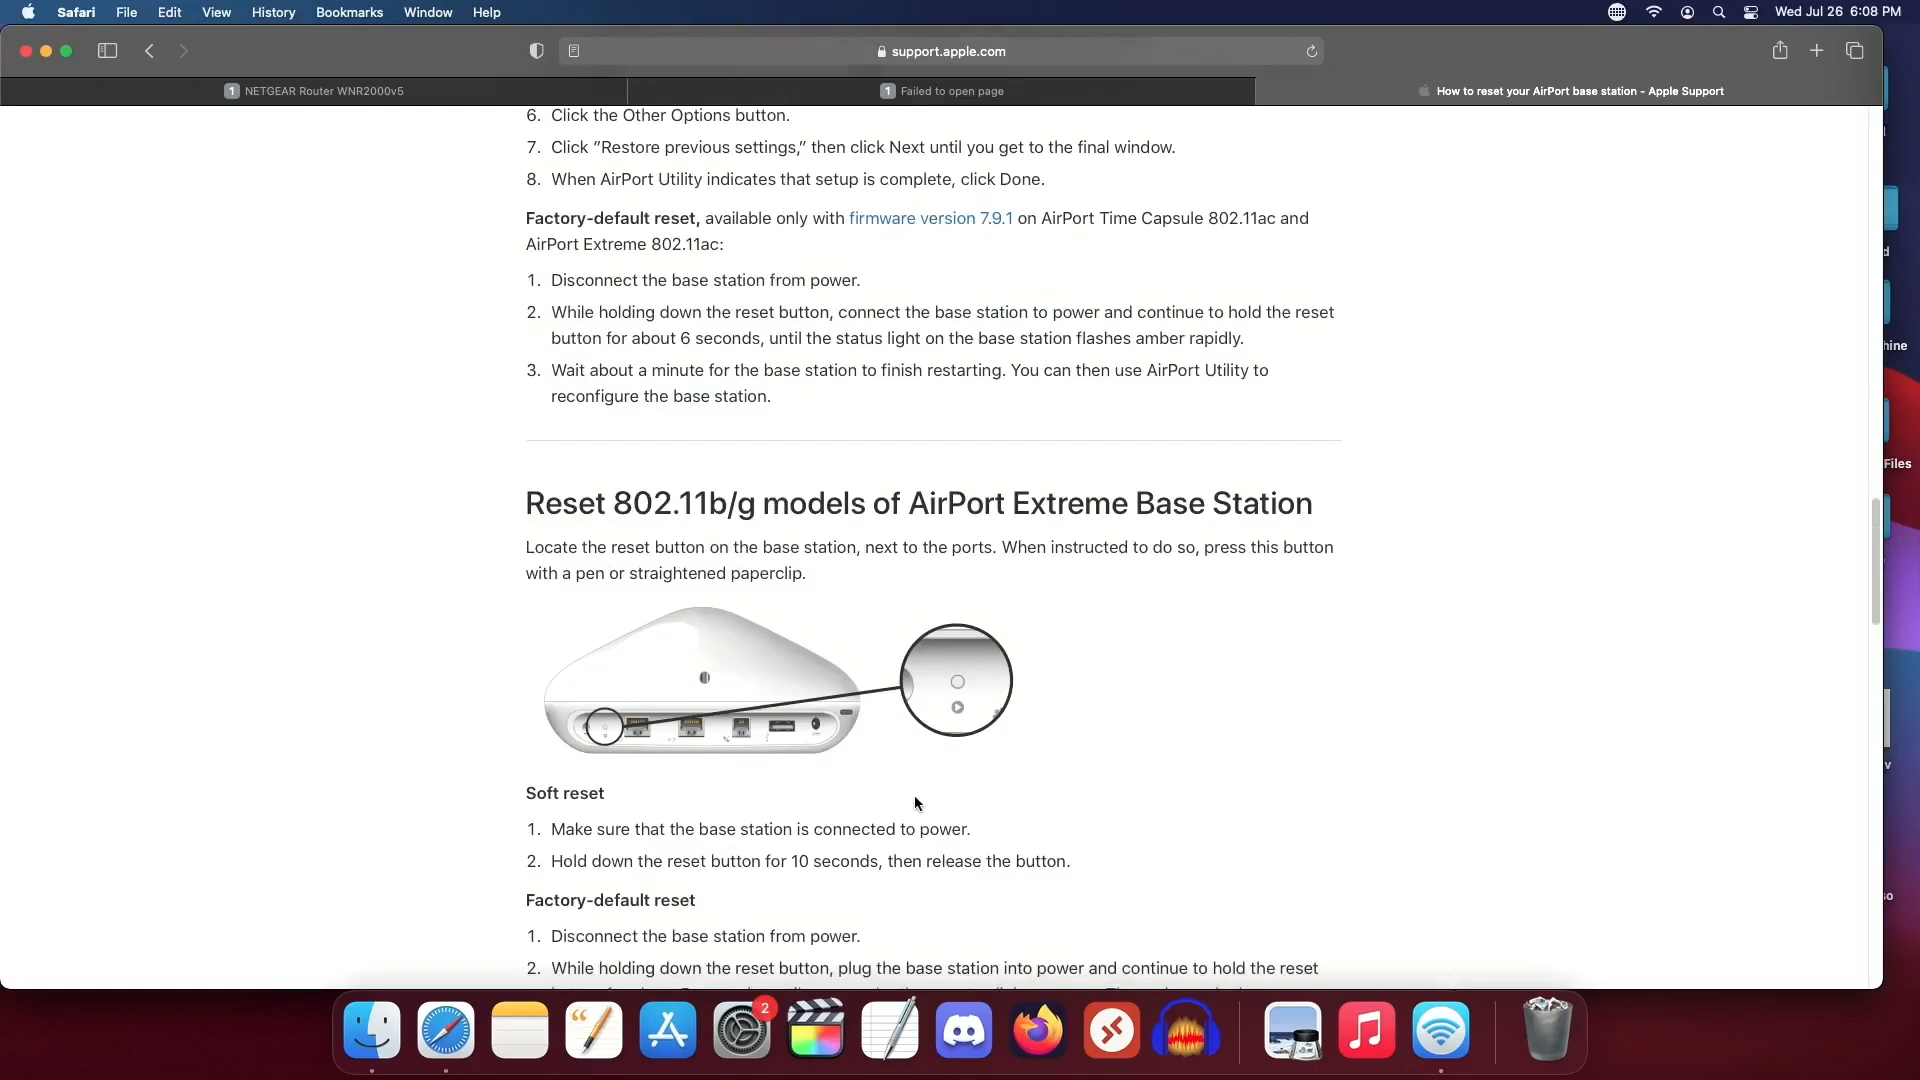 Safari File Edit View History Bookmarks Window Help Wed Jul 26 6:08 PM
support.apple.com
1 NETGEAR Router WNR2000v5 1 Failed to open page How to reset your AirPort base station - Apple Support
6. Click the Other Options button.
7. Click “Restore previous settings,” then click Next until you get to the final window.
8. When AirPort Utility indicates that setup is complete, click Done.
Factory-default reset, available only with firmware version 7.9.1 on AirPort Time Capsule 802.11ac and
AirPort Extreme 802.11ac:
1. Disconnect the base station from power.
2. While holding down the reset button, connect the base station to power and continue to hold the reset
button for about 6 seconds, until the status light on the base station flashes amber rapidly.
3. Wait about a minute for the base station to finish restarting. You can then use AirPort Utility to
reconfigure the base station.
Reset 802.11b/g models of AirPort Extreme Base Station
Locate the reset button on the base station, next to the ports. When instructed to do so, press this button
with a pen or straightened paperclip.
Soft reset
1. Make sure that the base station is connected to power.
2. Hold down the reset button for 10 seconds, then release the button.
Factory-default reset
1. Disconnect the base station from power.
2. While holding down the reset button, plug the base station into power and continue to hold the reset
hine
Files
2